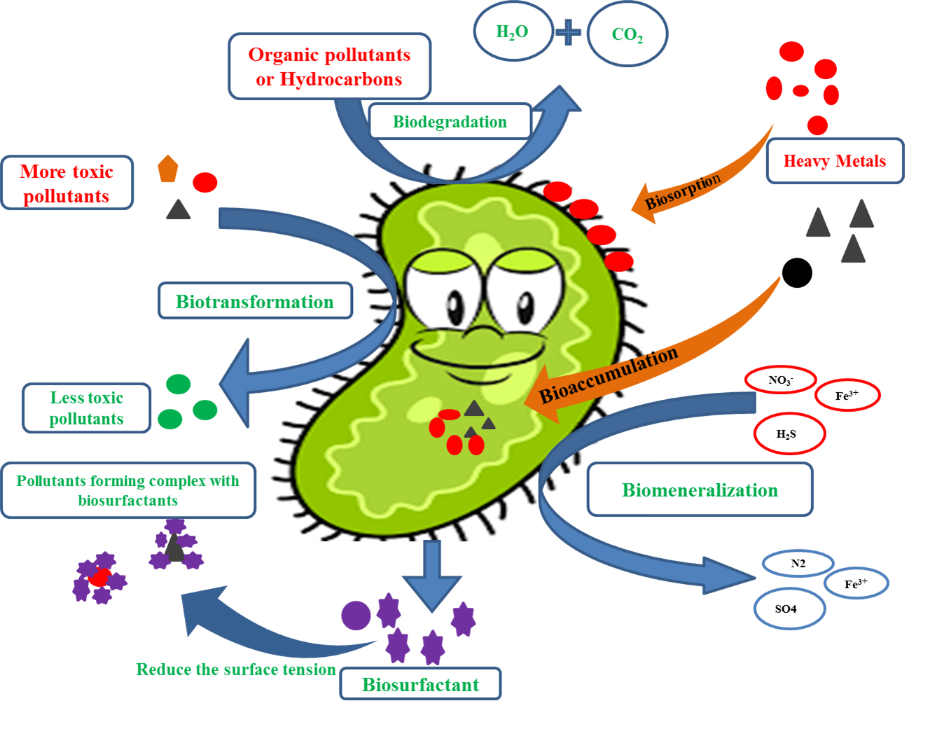 H₂O
+
CO₂
Organic pollutants
or Hydrocarbons
Biodegradation
Heavy Metals
Biosorption
More toxic
pollutants
Biotransformation
Bioaccumulation
NO₃⁻
Fe³⁺
H₂S
Less toxic
pollutants
Pollutants forming complex with
biosurfactants
Biomeneralization
N2
Fe³⁺
SO4
Reduce the surface tension
Biosurfactant